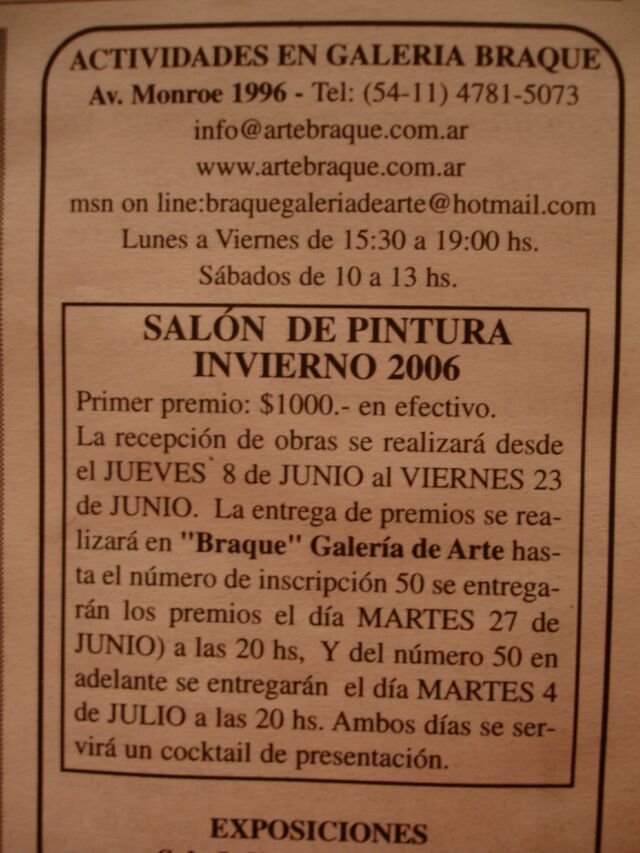 ACTIVIDADES EN GALERIA BRAQUE
Av. Monroe 1996 - Tel: (54-11) 4781-5073
info@artebraque.com.ar
www.artebraque.com.ar
msn on line:braquegaleriadearte@hotmail.com
Lunes a Viernes de 15:30 a 19:00 hs.
Sábados de 10 a 13 hs.
SALÓN DE PINTURA
INVIERNO 2006
Primer premio: $1000.- en efectivo.
La recepción de obras se realizará desde
el JUEVES 8 de JUNIO al VIERNES 23
de JUNIO. La entrega de premios se rea-
lizará en "Braque" Galería de Arte has-
ta el número de inscripción 50 se entrega-
rán los premios el día MARTES 27 de
JUNIO) a las 20 hs, Y del número 50 en
adelante se entregarán el día MARTES 4
de JULIO a las 20 hs. Ambos días se ser-
virá un cocktail de presentación.
EXPOSICIONES